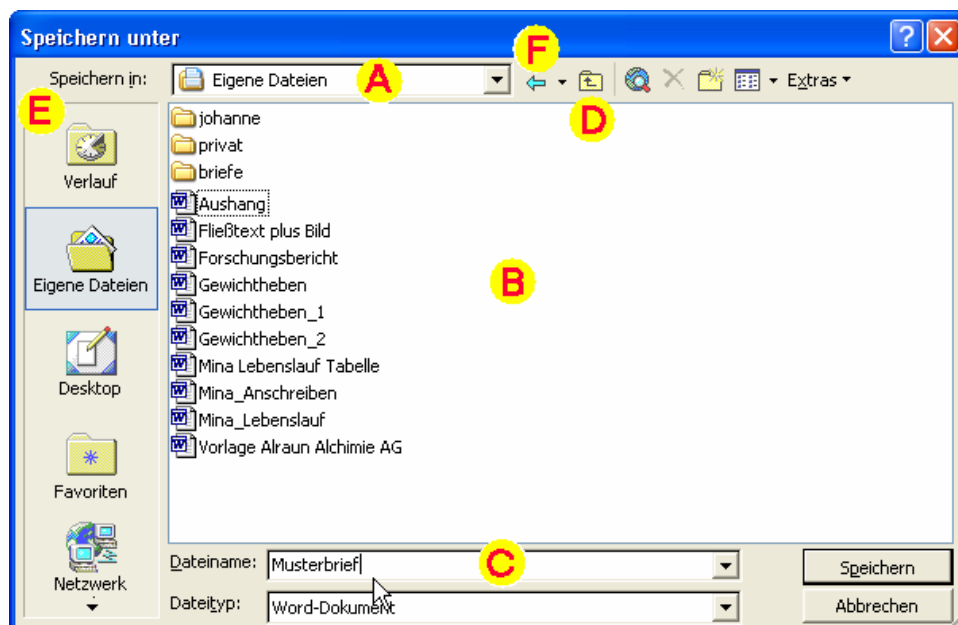 Speichern unter
F
Speichern in:
Eigene Dateien
A
Extras
E
D
Verlauf
Eigene Dateien
Desktop
Favoriten
Netzwerk
johanne
privat
briefe
Aushang
Fließtext plus Bild
Forschungsbericht
Gewichtheben
Gewichtheben_1
Gewichtheben_2
Mina Lebenslauf Tabelle
Mina_Anschreiben
Mina_Lebenslauf
Vorlage Alraun Alchimie AG
B
Dateiname:
Musterbrief
C
Speichern
Dateityp:
Word-Dokument
Abbrechen